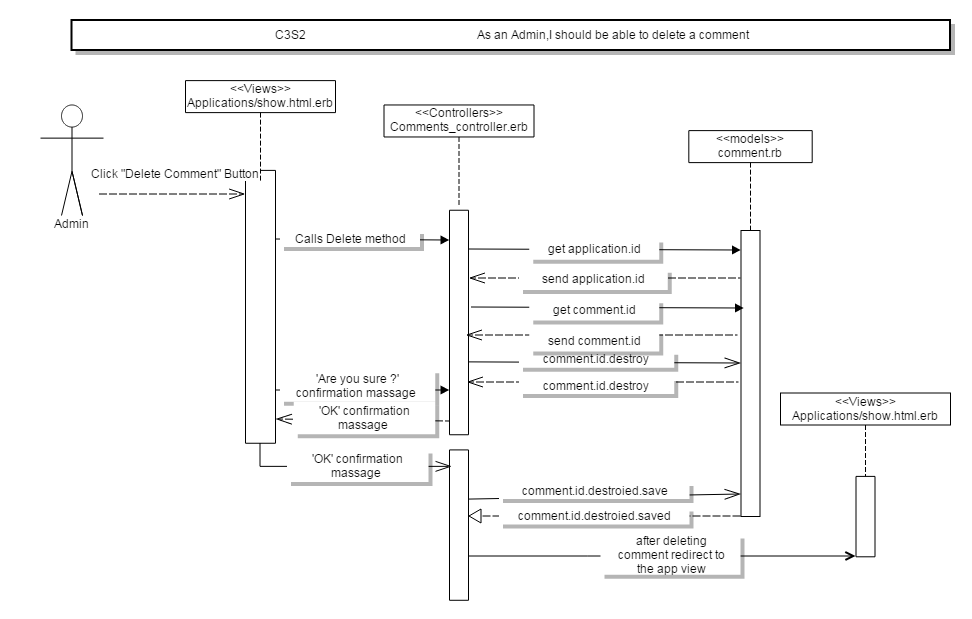 C3S2 As an Admin,I should be able to delete a comment
<<Views>>
Applications/show.html.erb
<<Controllers>>
Comments_controller.erb
<<models>>
comment.rb
Click "Delete Comment" Button
Admin
Calls Delete method
get application.id
send application.id
get comment.id
send comment.id
comment.id.destroy
comment.id.destroy
'Are you sure ?'
confirmation massage
'OK' confirmation
massage
<<Views>>
Applications/show.html.erb
'OK' confirmation
massage
comment.id.destroied.save
comment.id.destroied.saved
after deleting
comment redirect to
the app view